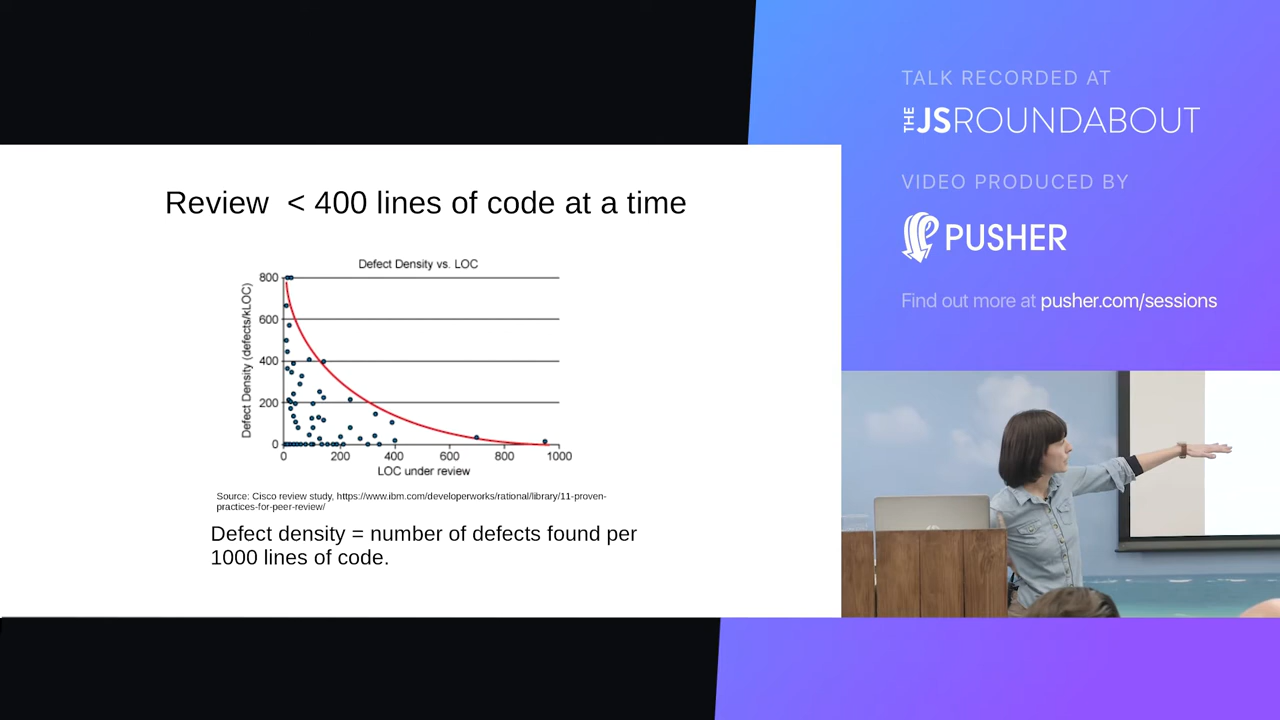 Review  < 400 lines of code at a time
Defect Density vs. LOC
Defect Density (defects/kLOC)
800
600
400
200
0
0 200 400 600 800 1000
LOC under review
Source: Cisco review study, https://www.ibm.com/developerworks/rational/library/11-proven-
practices-for-peer-review/
Defect density = number of defects found per
1000 lines of code.
TALK RECORDED AT
THE JSROUNDABOUT
VIDEO PRODUCED BY
PUSHER
Find out more at pusher.com/sessions